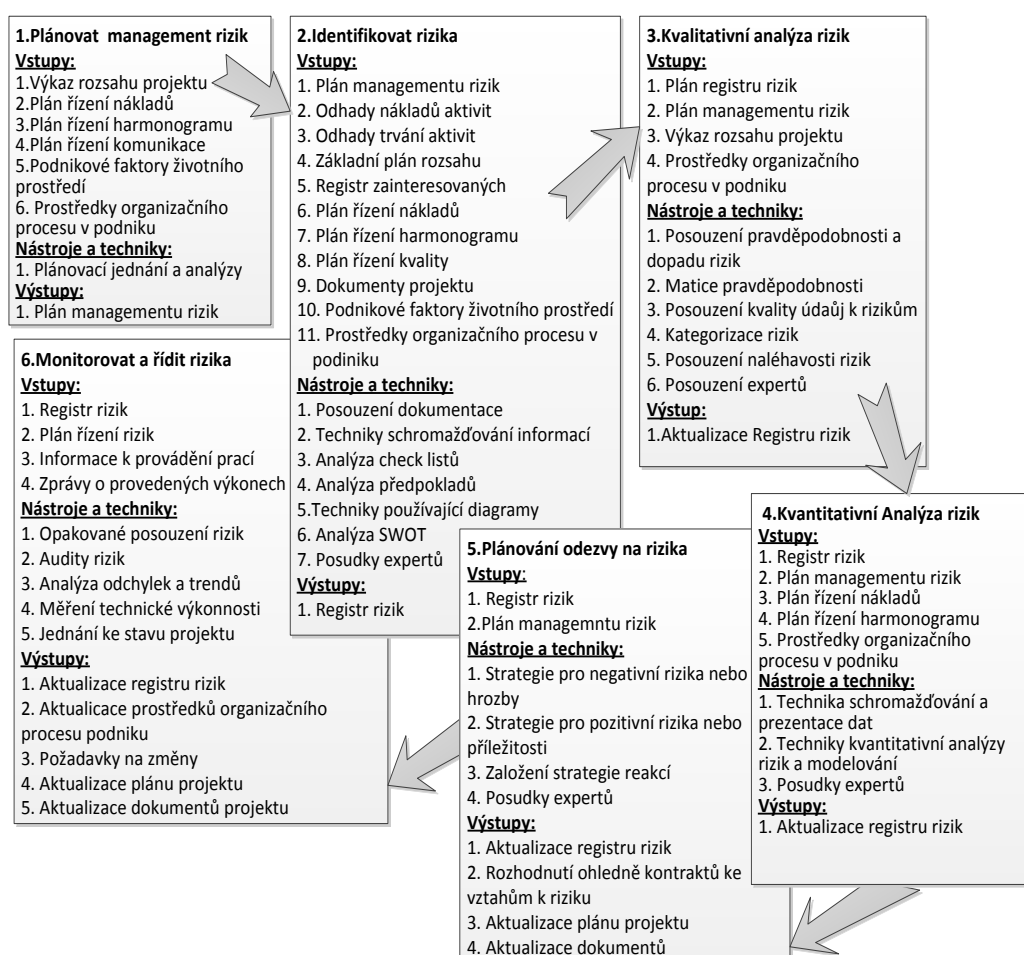 1.Plánovat management rizik
Vstupy:
1.Výkaz rozsahu projektu
2.Plán řízení nákladů
3.Plán řízení harmonogramu
4.Plán řízení komunikace
5.Podnikové faktory životního
prostředí
6. Prostředky organizačního
procesu v podniku
Nástroje a techniky:
1. Plánovací jednání a analýzy
Výstupy:
1. Plán managementu rizik
2.Identifikovat rizika
Vstupy:
1. Plán management rizik
2. Odhady nákladů aktivit
3. Odhady trvání aktivit
4. Základní plán rozsahu
5. Registr zainteresovaných
6. Plán řízení nákladů
7. Plán řízení harmonogramu
8. Plán řízení kvality
9. Dokumenty projektu
10. Podnikové faktory životního prostředí
11. Prostředky organizačního procesu v
podiniku
Nástroje a techniky:
1. Posouzení dokumentace
2. Techniky schromažďování informací
3. Analýza check listů
4. Analýza předpokladů
5.Techniky používající diagramy
6. Analýza SWOT
7. Posudky expertů
Výstupy:
1. Registr rizik
3.Kvalitativní analýza rizik
Vstupy:
1. Plán registru rizik
2. Plán managementu rizik
3. Výkaz rozsahu projektu
4. Prostředky organizačního
procesu v podniku
Nástroje a techniky:
1. Posouzení pravděpodobnosti a
dopadu rizik
2. Matice pravděpodobnosti
3. Posouzení kvality údaůj k rizikům
4. Kategorizace rizik
5. Posouzení naléhavosti rizik
6. Posouzení expertů
Výstup:
1.Aktualizace Registru rizik
4.Kvantitativní Analýza rizik
Vstupy:
1. Registr rizik
2. Plán managementu rizik
3. Plán řízení nákladů
4. Plán řízení harmonogramu
5. Prostředky organizačního
procesu v podniku
Nástroje a techniky:
1. Technika schromažďování a
prezentace dat
2. Techniky kvantitativní analýzy
rizik a modelování
3. Posudky expertů
Výstupy:
1. Aktualizace registru rizik
5.Plánování odezvy na rizika
Vstupy:
1. Registr rizik
2.Plán managemntu rizik
Nástroje a techniky:
1. Strategie pro negativní rizika nebo
hrozby
2. Strategie pro pozitivní rizika nebo
příležitosti
3. Založení strategie reakcí
4. Posudky expertů
Výstupy:
1. Aktualizace registru rizik
2. Rozhodnutí ohledně kontraktů ke
vztahům k riziku
3. Aktualizace plánu projektu
4. Aktualizace dokumentů
6.Monitorovat a řídit rizika
Vstupy:
1. Registr rizik
2. Plán řízení rizik
3. Informace k provádění prací
4. Zprávy o provedených výkonech
Nástroje a techniky:
1. Opakované posouzení rizik
2. Audity rizik
3. Analýza odchylek a trendů
4. Měření technické výkonnosti
5. Jednání ke stavu projektu
Výstupy:
1. Aktualizace registru rizik
2. Aktualicace prostředků organizačního
procesu podniku
3. Požadavky na změny
4. Aktualizace plánu projektu
5. Aktualizace dokumentů projektu